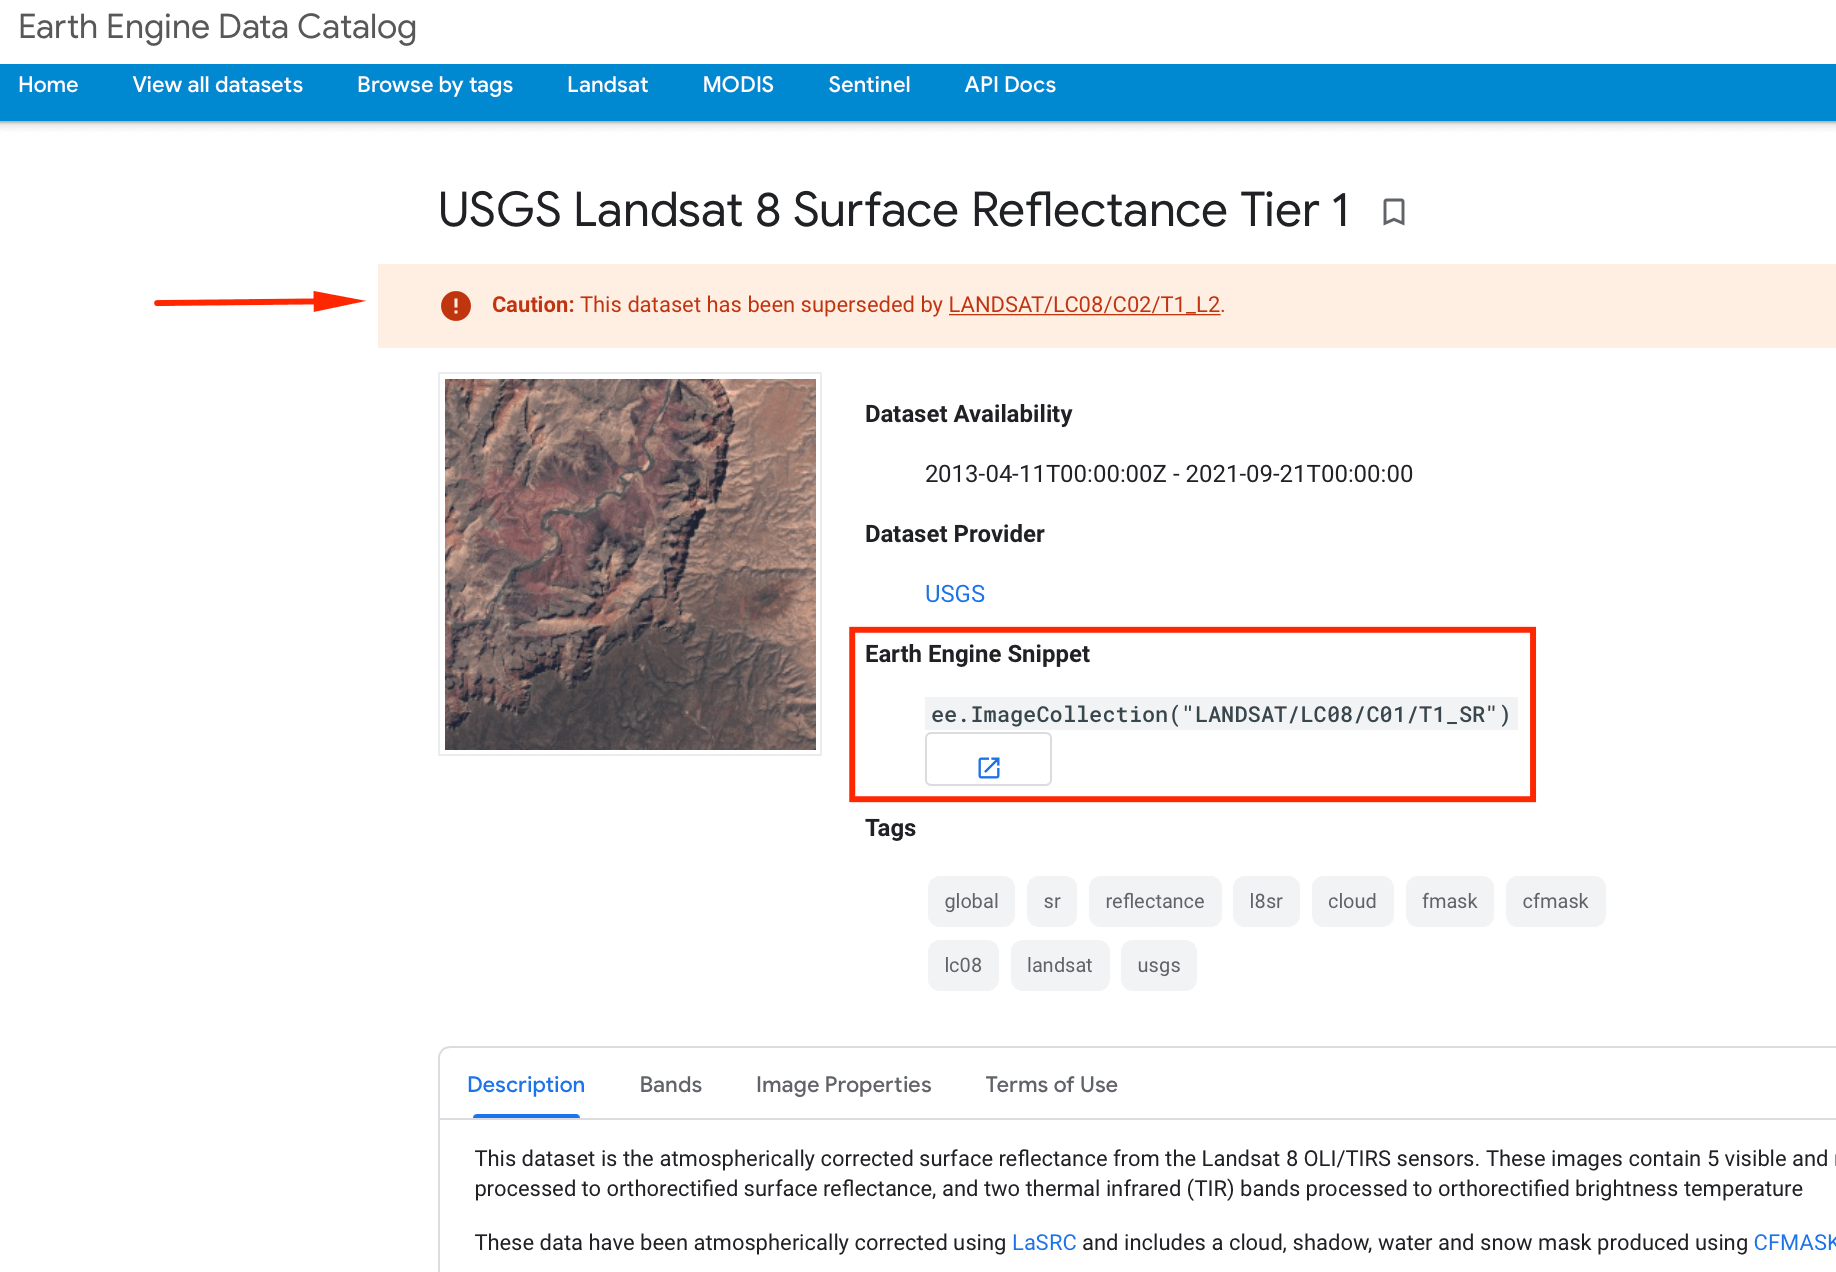 Earth Engine Data Catalog
Home View all datasets Browse by tags Landsat MODIS Sentinel API Docs
USGS Landsat 8 Surface Reflectance Tier 1
Caution: This dataset has been superseded by LANDSAT/LC08/C02/T1_L2.
Dataset Availability
2013-04-11T00:00:00Z - 2021-09-21T00:00:00
Dataset Provider
USGS
Earth Engine Snippet
ee.ImageCollection("LANDSAT/LC08/C01/T1_SR")
Tags
global sr reflectance l8sr cloud fmask cfmask
lc08 landsat usgs
Description Bands Image Properties Terms of Use
This dataset is the atmospherically corrected surface reflectance from the Landsat 8 OLI/TIRS sensors. These images contain 5 visible and
processed to orthorectified surface reflectance, and two thermal infrared (TIR) bands processed to orthorectified brightness temperature
These data have been atmospherically corrected using LaSRC and includes a cloud, shadow, water and snow mask produced using CFMASK